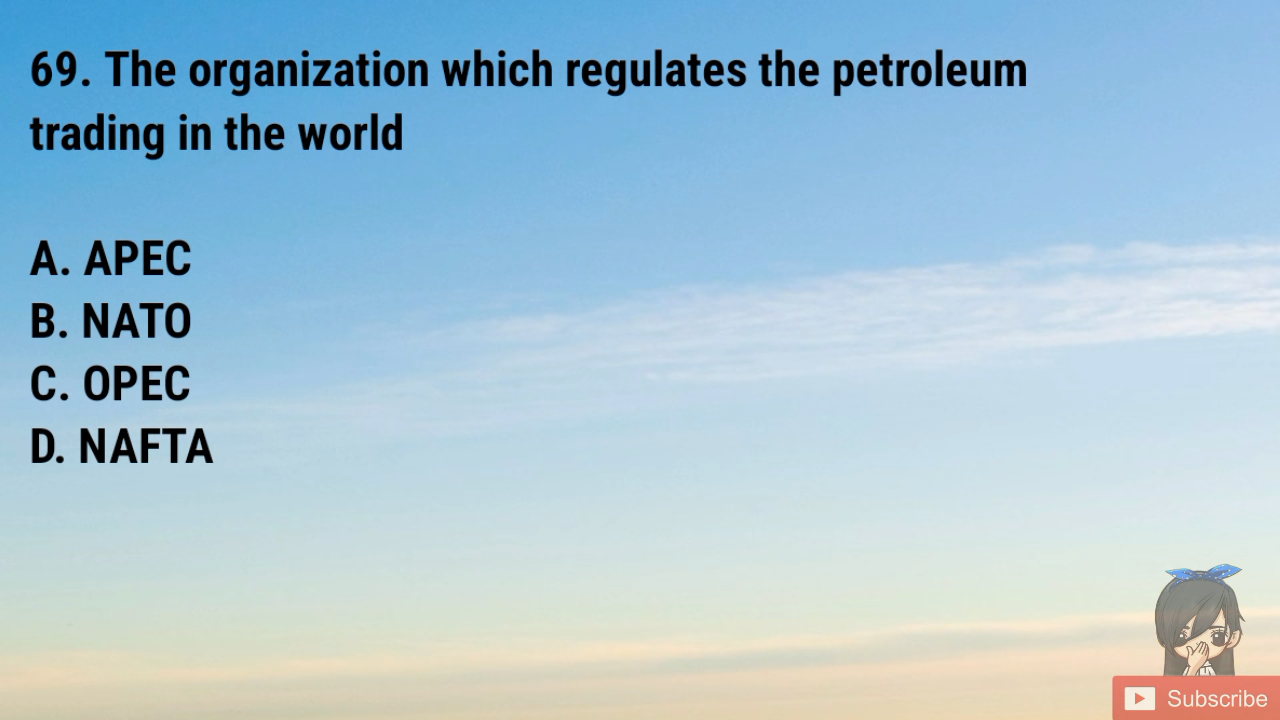 69. The organization which regulates the petroleum
trading in the world
A. APEC
B. NATO
C. OPEC
D. NAFTA
Subscribe